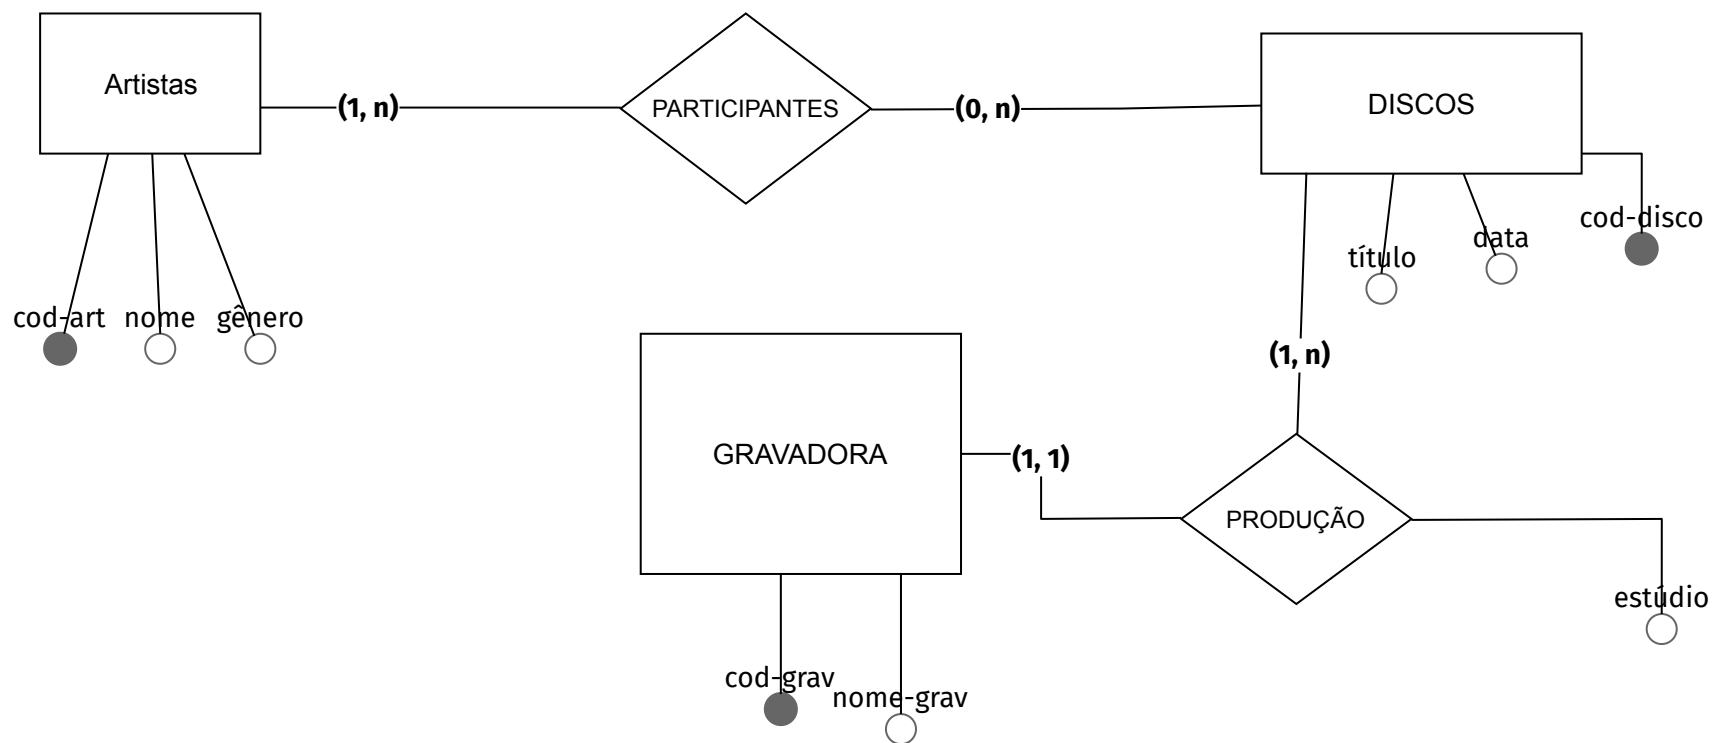 Artistas
(1, n)
PARTICIPANTES
(0, n)
DISCOS
cod-art
nome
gênero
título
data
cod-disco
(1, n)
GRAVADORA
(1, 1)
PRODUÇÃO
estúdio
cod-grav
nome-grav